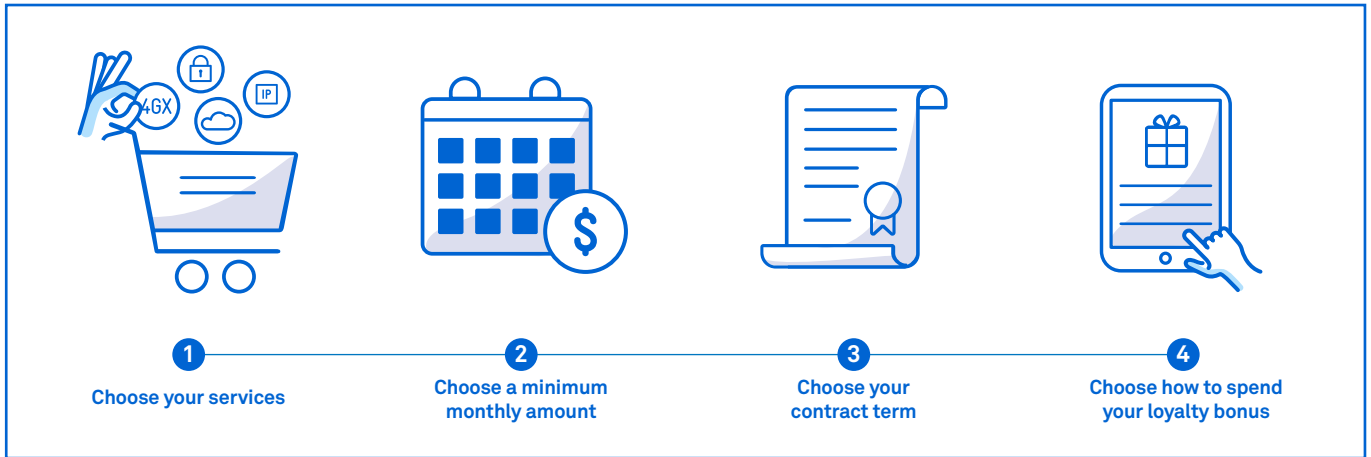 4GX
IP
$
1
Choose your services
2
Choose a minimum
monthly amount
3
Choose your
contract term
4
Choose how to spend
your loyalty bonus